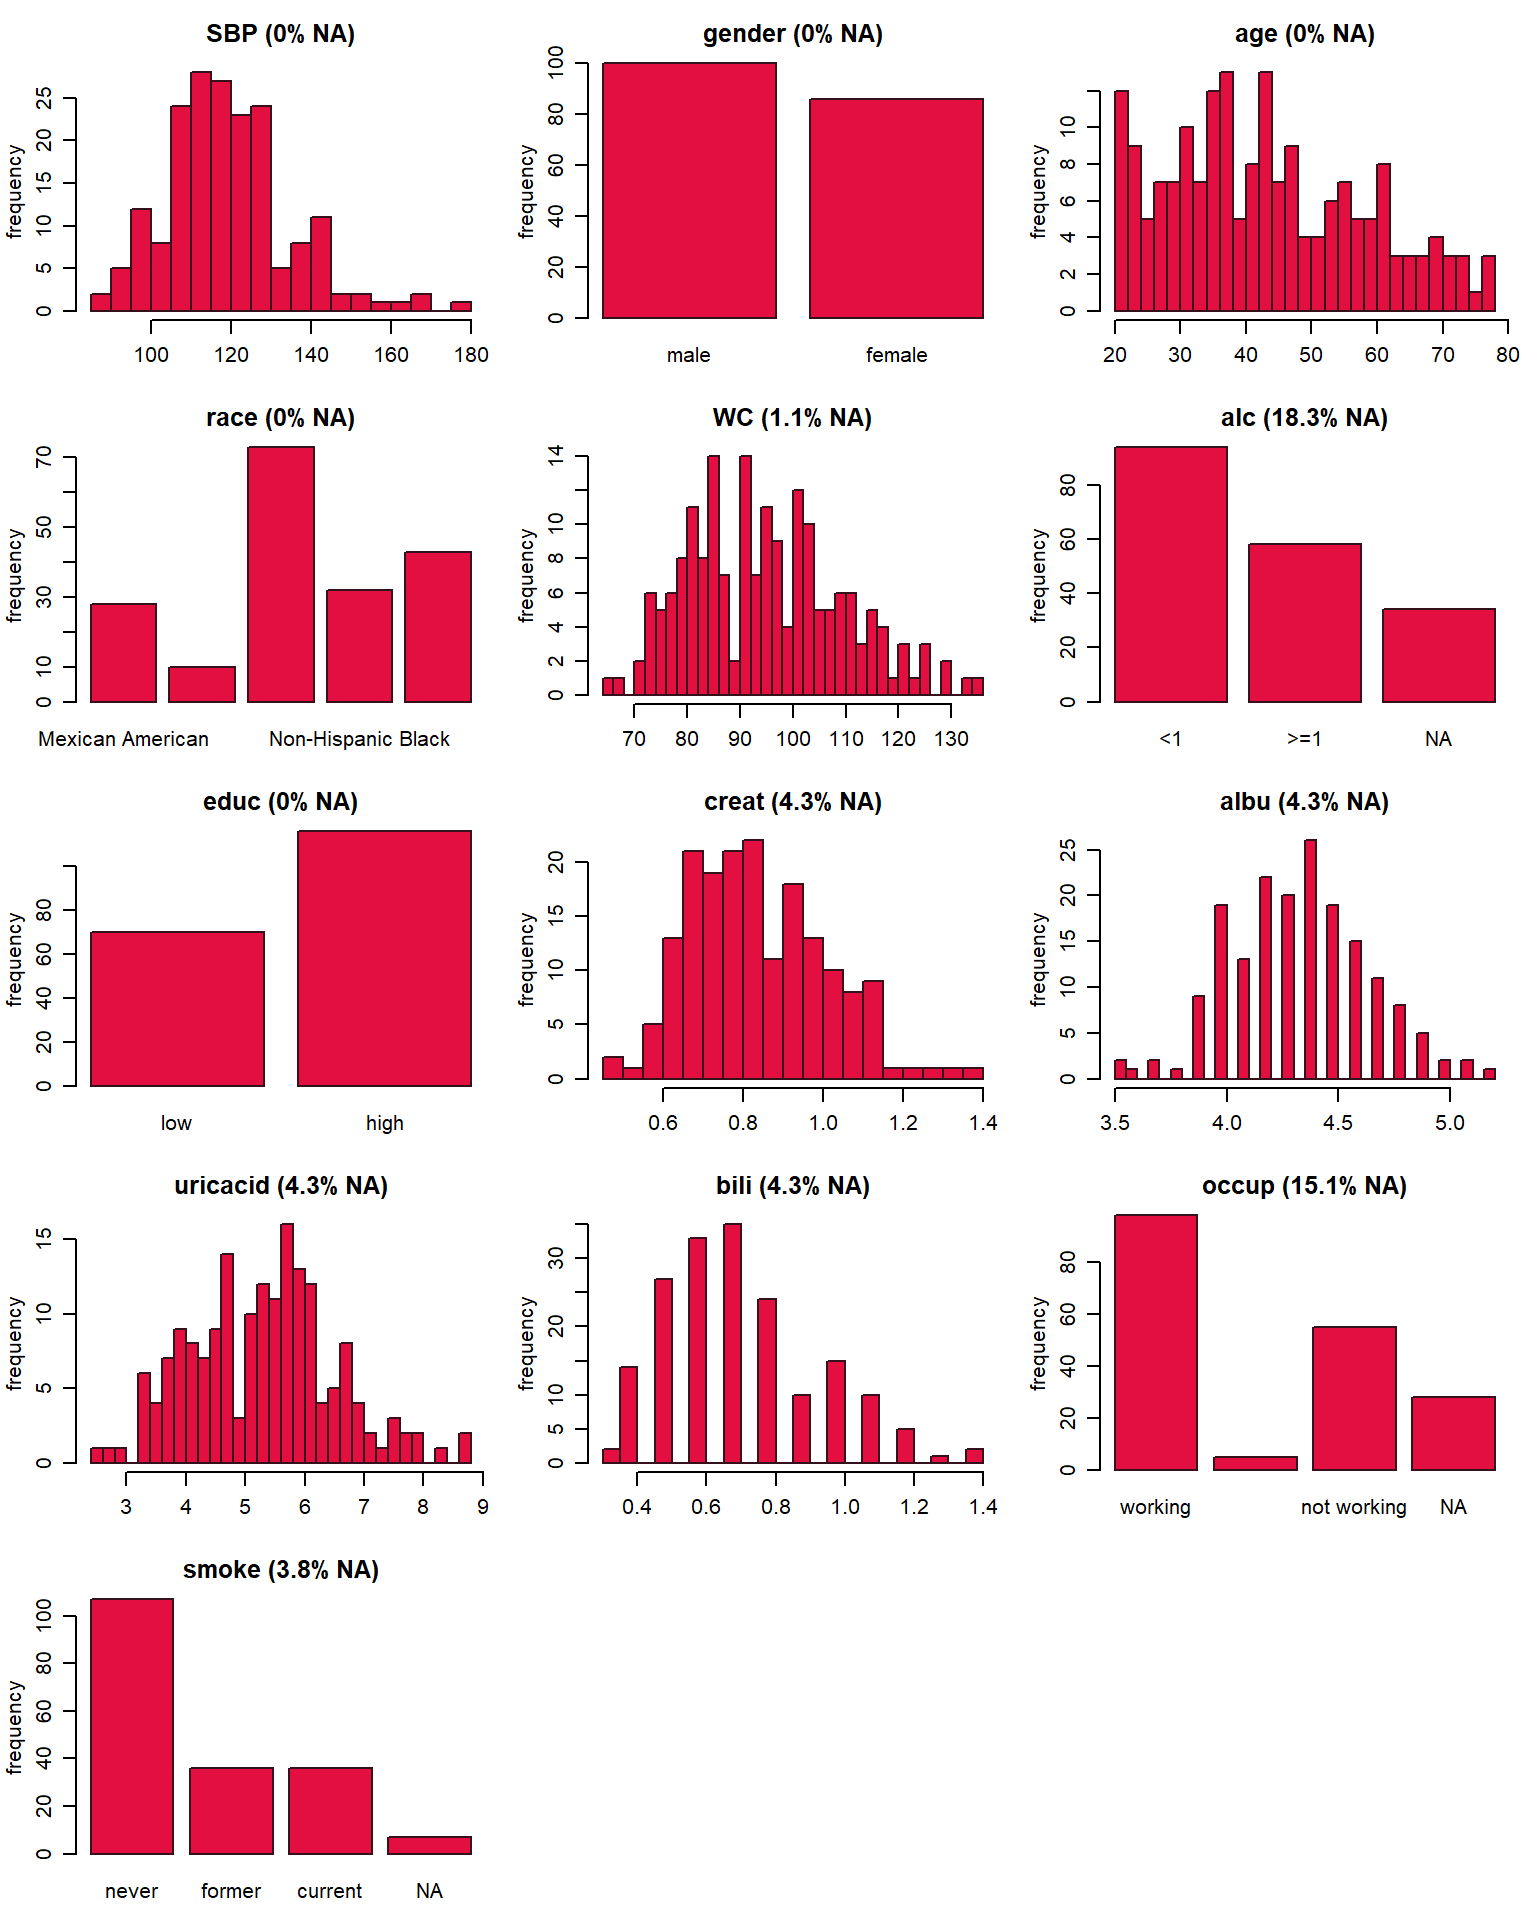 SBP (0% NA)
frequency
0 5 10 15 20 25
100 120 140 160 180
gender (0% NA)
frequency
0 20 40 60 80 100
male female
age (0% NA)
frequency
0 2 4 6 8 10
20 30 40 50 60 70 80
race (0% NA)
frequency
0 10 30 50 70
Mexican American Non-Hispanic Black
WC (1.1% NA)
frequency
0 2 4 6 8 10 14
70 80 90 100 110 120 130
alc (18.3% NA)
frequency
0 20 40 60 80
<1 >=1 NA
educ (0% NA)
frequency
0 20 40 60 80
low high
creat (4.3% NA)
frequency
0 5 10 15 20
0.6 0.8 1.0 1.2 1.4
albu (4.3% NA)
frequency
0 5 10 15 20 25
3.5 4.0 4.5 5.0
uricacid (4.3% NA)
frequency
0 5 10 15
3 4 5 6 7 8 9
bili (4.3% NA)
frequency
0 5 10 20 30
0.4 0.6 0.8 1.0 1.2 1.4
occup (15.1% NA)
frequency
0 20 40 60 80
working not working NA
smoke (3.8% NA)
frequency
0 20 40 60 80 100
never former current NA